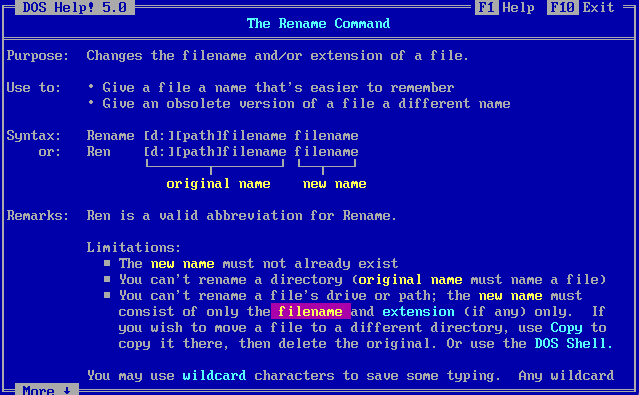 DOS Help! 5.0 F1 Help F10 Exit
The Rename Command
Purpose: Changes the filename and/or extension of a file.
Use to: • Give a file a name that's easier to remember
• Give an obsolete version of a file a different name
Syntax: Rename [d:][path]filename filename
or: Ren [d:][path]filename filename
original name new name
Remarks: Ren is a valid abbreviation for Rename.
Limitations:
■ The new name must not already exist
■ You can't rename a directory (original name must name a file)
■ You can't rename a file's drive or path; the new name must
consist of only the filename and extension (if any) only. If
you wish to move a file to a different directory, use Copy to
copy it there, then delete the original. Or use the DOS Shell.
You may use wildcard characters to save some typing. Any wildcard
More ↓